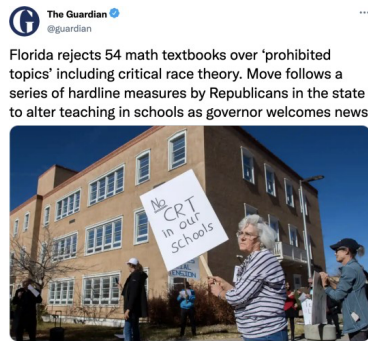 The Guardian
@guardian
Florida rejects 54 math textbooks over ‘prohibited
topics’ including critical race theory. Move follows a
series of hardline measures by Republicans in the state
to alter teaching in schools as governor welcomes news
No
CRT
in our
schools